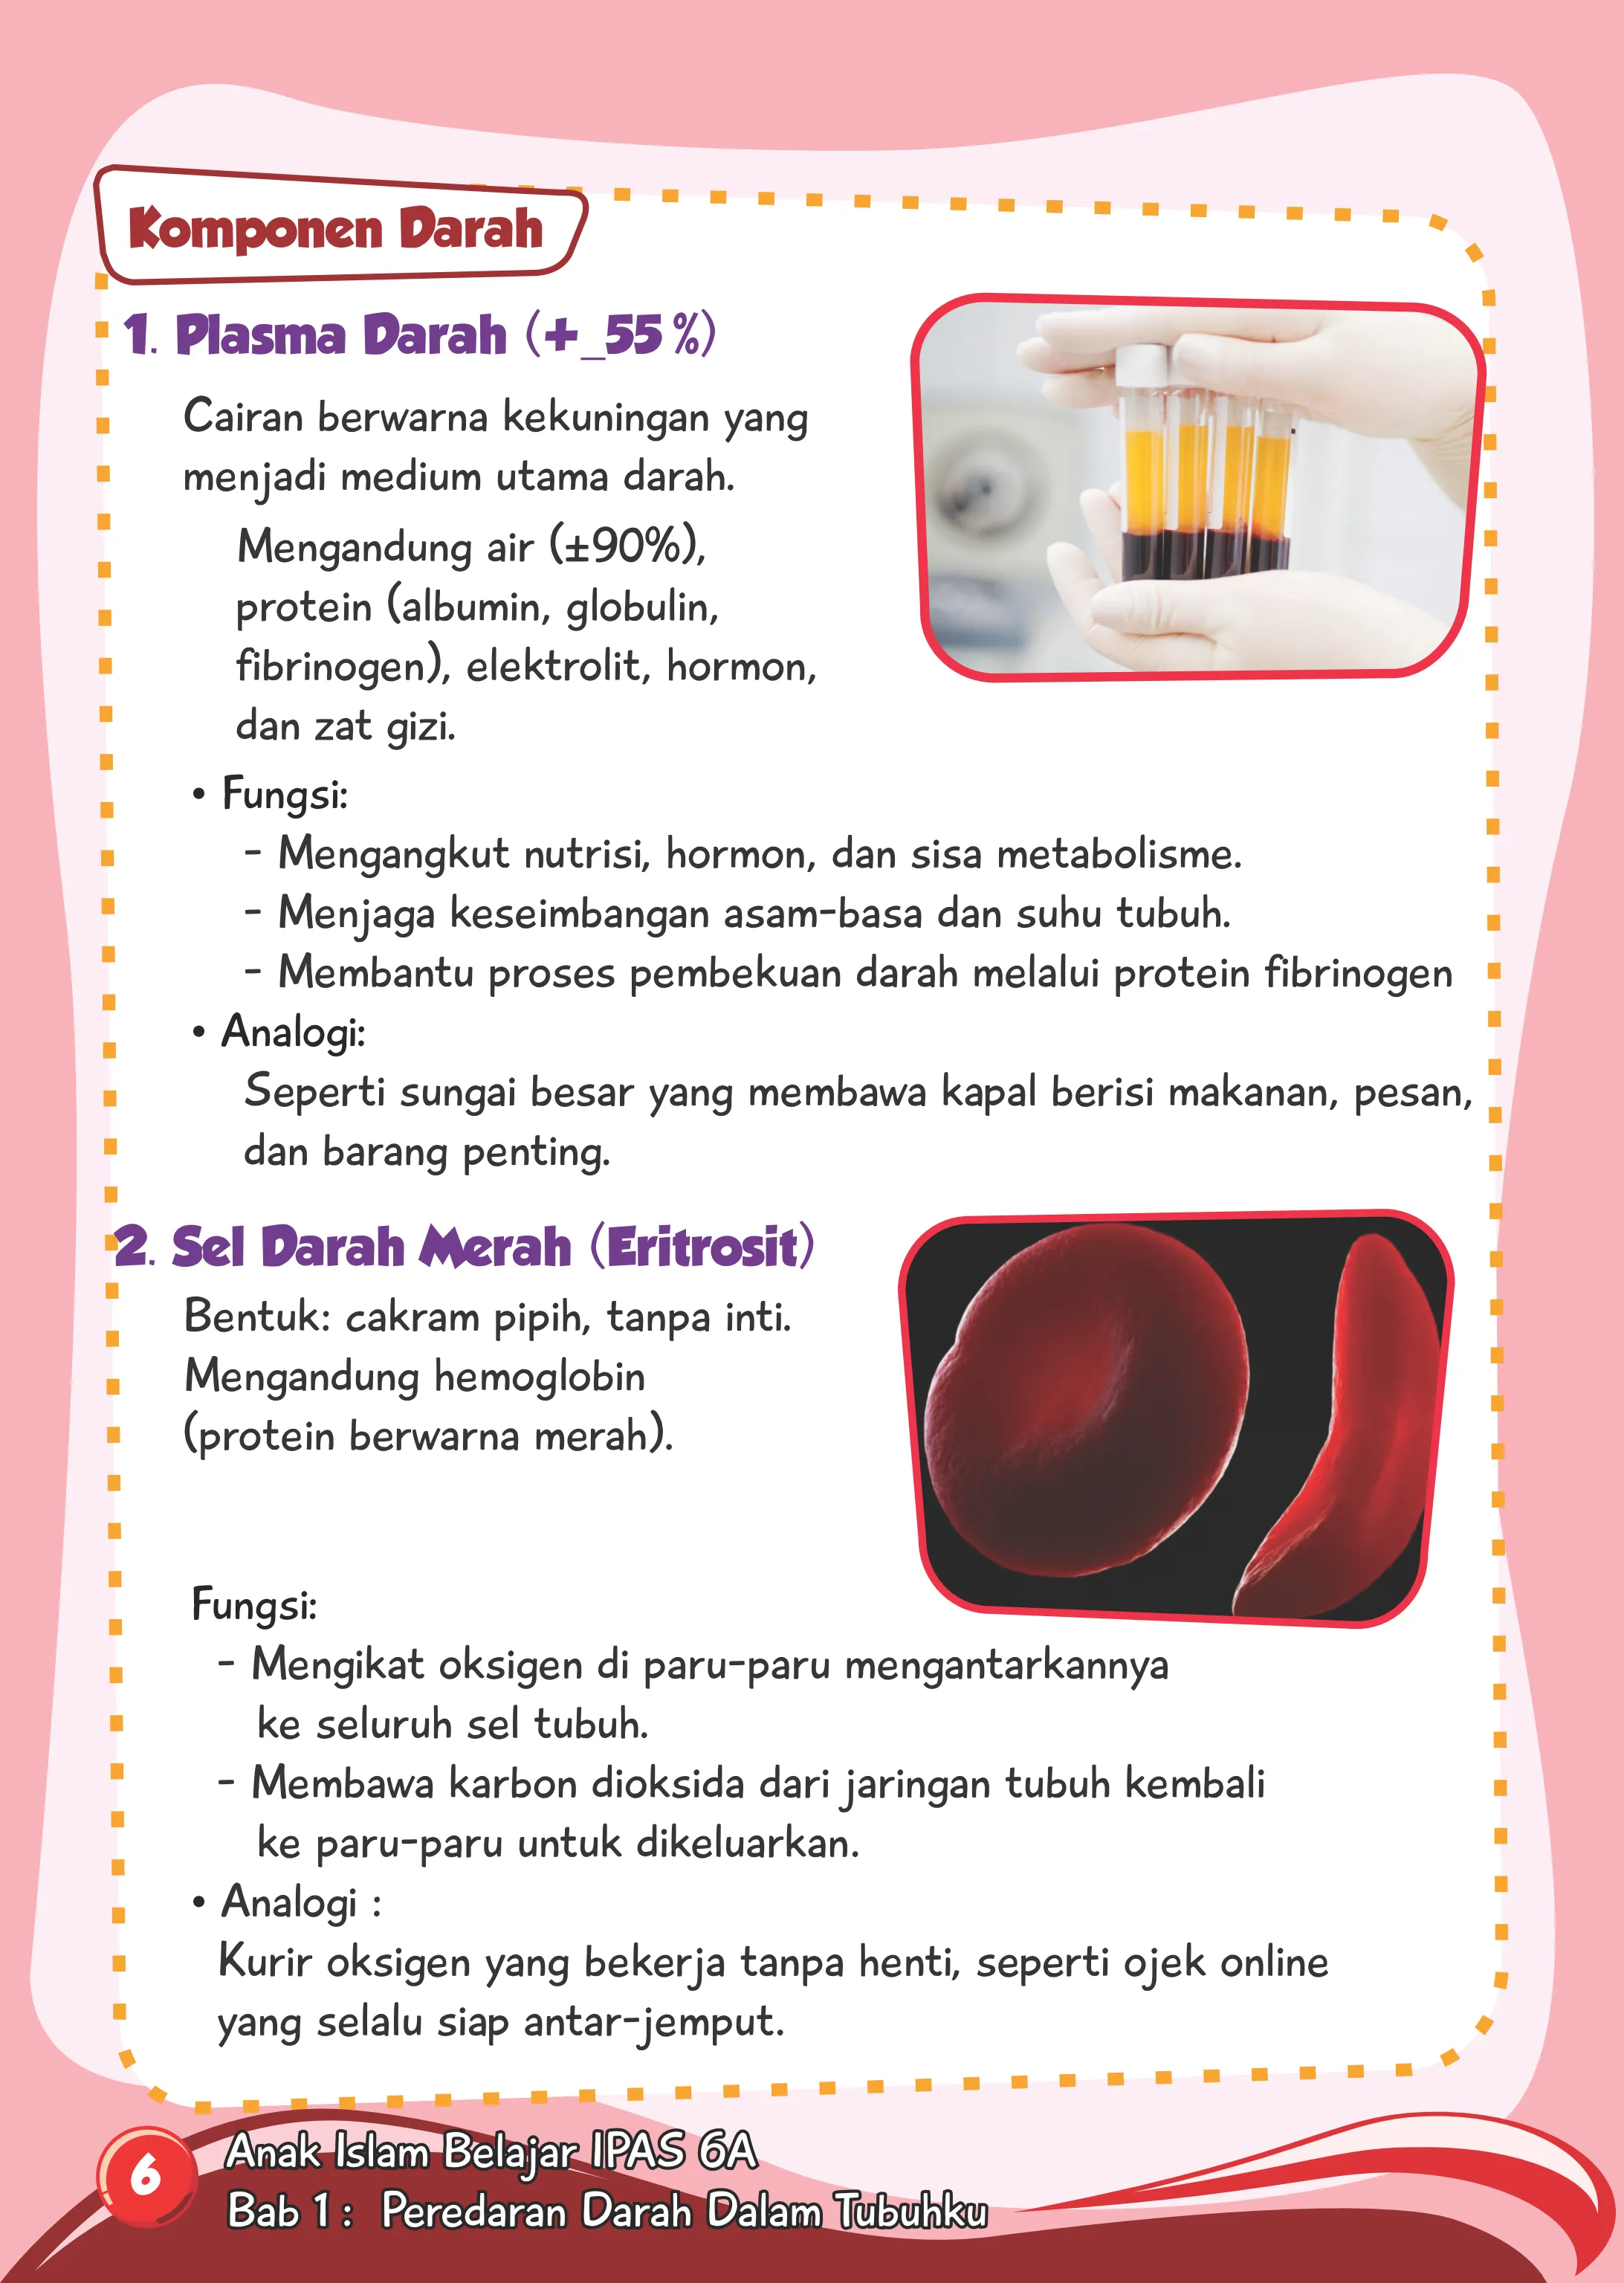 Komponen Darah
1. Plasma Darah (+_55 %)
Cairan berwarna kekuningan yang
menjadi medium utama darah.
Mengandung air (±90%),
protein (albumin, globulin,
fibrinogen), elektrolit, hormon,
dan zat gizi.
• Fungsi:
- Mengangkut nutrisi, hormon, dan sisa metabolisme.
- Menjaga keseimbangan asam-basa dan suhu tubuh.
- Membantu proses pembekuan darah melalui protein fibrinogen
• Analogi:
Seperti sungai besar yang membawa kapal berisi makanan, pesan,
dan barang penting.
2. Sel Darah Merah (Eritrosit)
Bentuk: cakram pipih, tanpa inti.
Mengandung hemoglobin
(protein berwarna merah).
Fungsi:
- Mengikat oksigen di paru-paru mengantarkannya
ke seluruh sel tubuh.
- Membawa karbon dioksida dari jaringan tubuh kembali
ke paru-paru untuk dikeluarkan.
• Analogi :
Kurir oksigen yang bekerja tanpa henti, seperti ojek online
yang selalu siap antar-jemput.
6
Anak Islam Belajar IPAS 6A
Bab 1 : Peredaran Darah Dalam Tubuhku